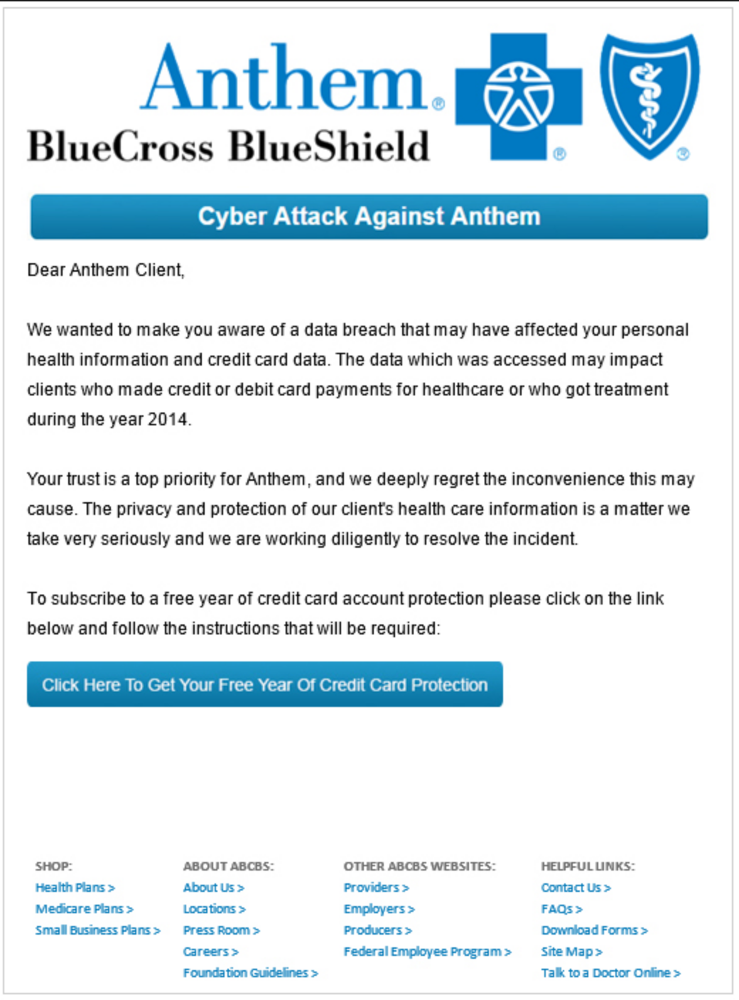 Anthem®
BlueCross BlueShield
®
®
Cyber Attack Against Anthem
Dear Anthem Client,
We wanted to make you aware of a data breach that may have affected your personal
health information and credit card data. The data which was accessed may impact
clients who made credit or debit card payments for healthcare or who got treatment
during the year 2014.
Your trust is a top priority for Anthem, and we deeply regret the inconvenience this may
cause. The privacy and protection of our client's health care information is a matter we
take very seriously and we are working diligently to resolve the incident.
To subscribe to a free year of credit card account protection please click on the link
below and follow the instructions that will be required:
Click Here To Get Your Free Year Of Credit Card Protection
SHOP:
Health Plans >
Medicare Plans >
Small Business Plans >
ABOUT ABCBS:
About Us >
Locations >
Press Room >
Careers >
Foundation Guidelines >
OTHER ABCBS WEBSITES:
Providers >
Employers >
Producers >
Federal Employee Program >
HELPFUL LINKS:
Contact Us >
FAQs >
Download Forms >
Site Map >
Talk to a Doctor Online >